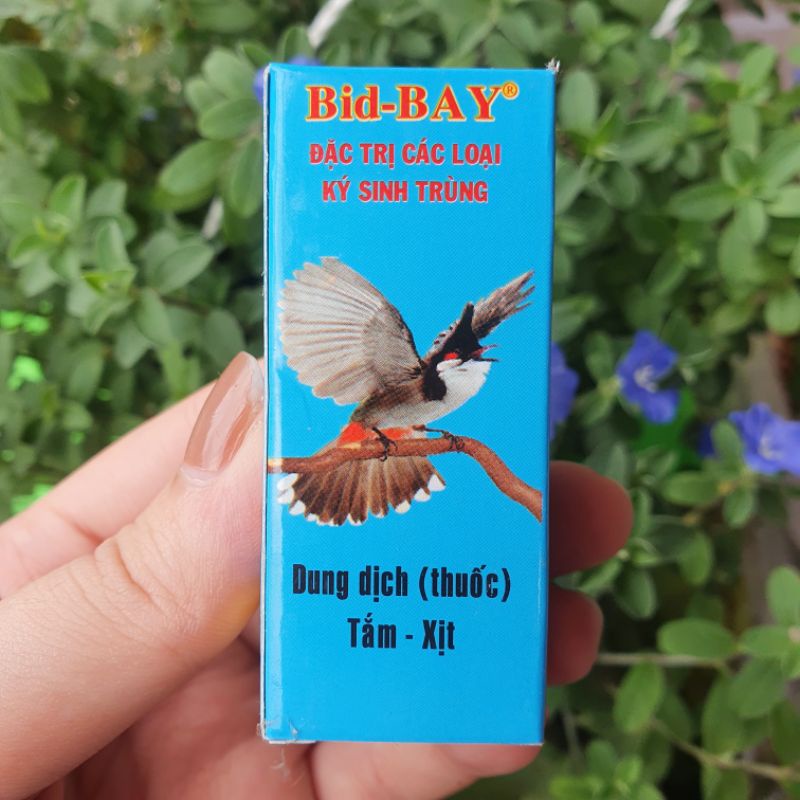 Bid-BAY®
ĐẶC TRỊ CÁC LOẠI
KÝ SINH TRÙNG
Dung dịch (thuốc)
Tắm - Xịt